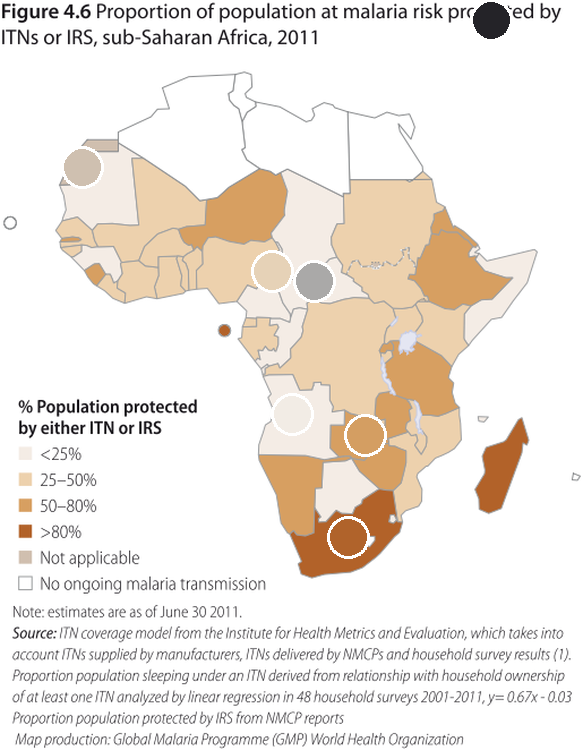 Figure 4.6 Proportion of population at malaria risk by
ITNs or IRS, sub-Saharan Africa, 2011
% Population protected
by either ITN or IRS
<25%
25–50%
50–80%
>80%
Not applicable
No ongoing malaria transmission
Note: estimates are as of June 30 2011.
Source: ITN coverage model from the Institute for Health Metrics and Evaluation, which takes into
account ITNs supplied by manufacturers, ITNs delivered by NMCPs and household survey results (1).
Proportion population sleeping under an ITN derived from relationship with household ownership
of at least one ITN analyzed by linear regression in 48 household surveys 2001-2011, y= 0.67x - 0.03
Proportion population protected by IRS from NMCP reports
Map production: Global Malaria Programme (GMP) World Health Organization